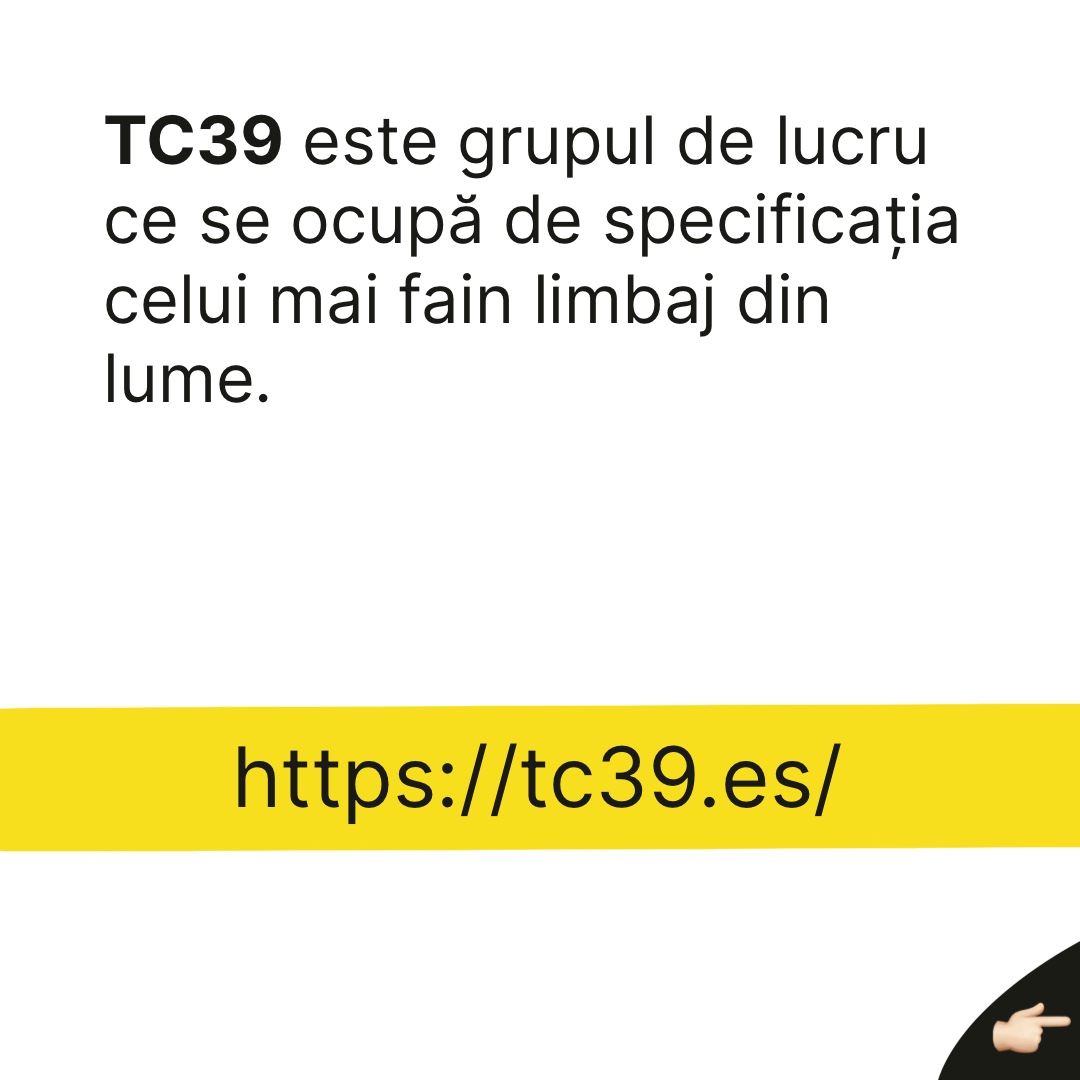 TC39 este grupul de lucru
ce se ocupă de specificația
celui mai fain limbaj din
lume.
https://tc39.es/